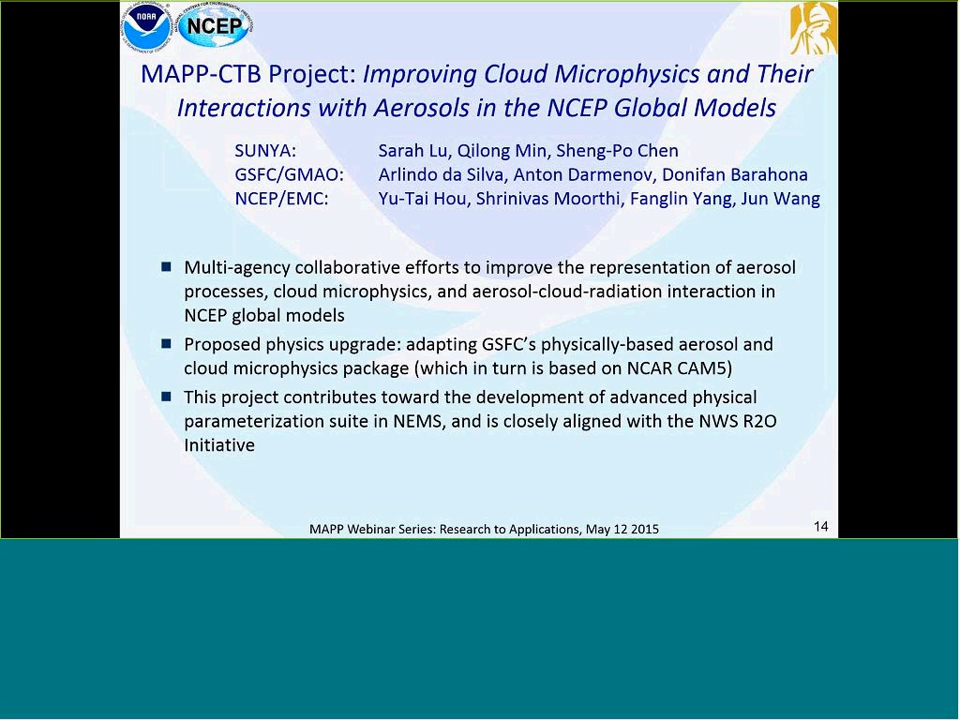 NOAA
NCEP
MAPP-CTB Project: Improving Cloud Microphysics and Their
Interactions with Aerosols in the NCEP Global Models
SUNYA: Sarah Lu, Qilong Min, Sheng-Po Chen
GSFC/GMAO: Arlindo da Silva, Anton Darmenov, Donifan Barahona
NCEP/EMC: Yu-Tai Hou, Shrinivas Moorthi, Fanglin Yang, Jun Wang
Multi-agency collaborative efforts to improve the representation of aerosol
processes, cloud microphysics, and aerosol-cloud-radiation interaction in
NCEP global models
Proposed physics upgrade: adapting GSFC's physically-based aerosol and
cloud microphysics package (which in turn is based on NCAR CAM5)
This project contributes toward the development of advanced physical
parameterization suite in NEMS, and is closely aligned with the NWS R2O
Initiative
MAPP Webinar Series: Research to Applications, May 12 2015
14